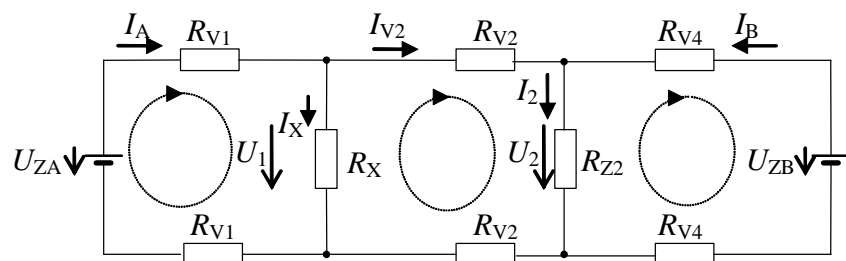 I_A R_V1 I_V2 R_V2 R_V4 I_B
U_ZA U_1 I_X R_X U_2 I_2 R_Z2 U_ZB
R_V1 R_V2 R_V4